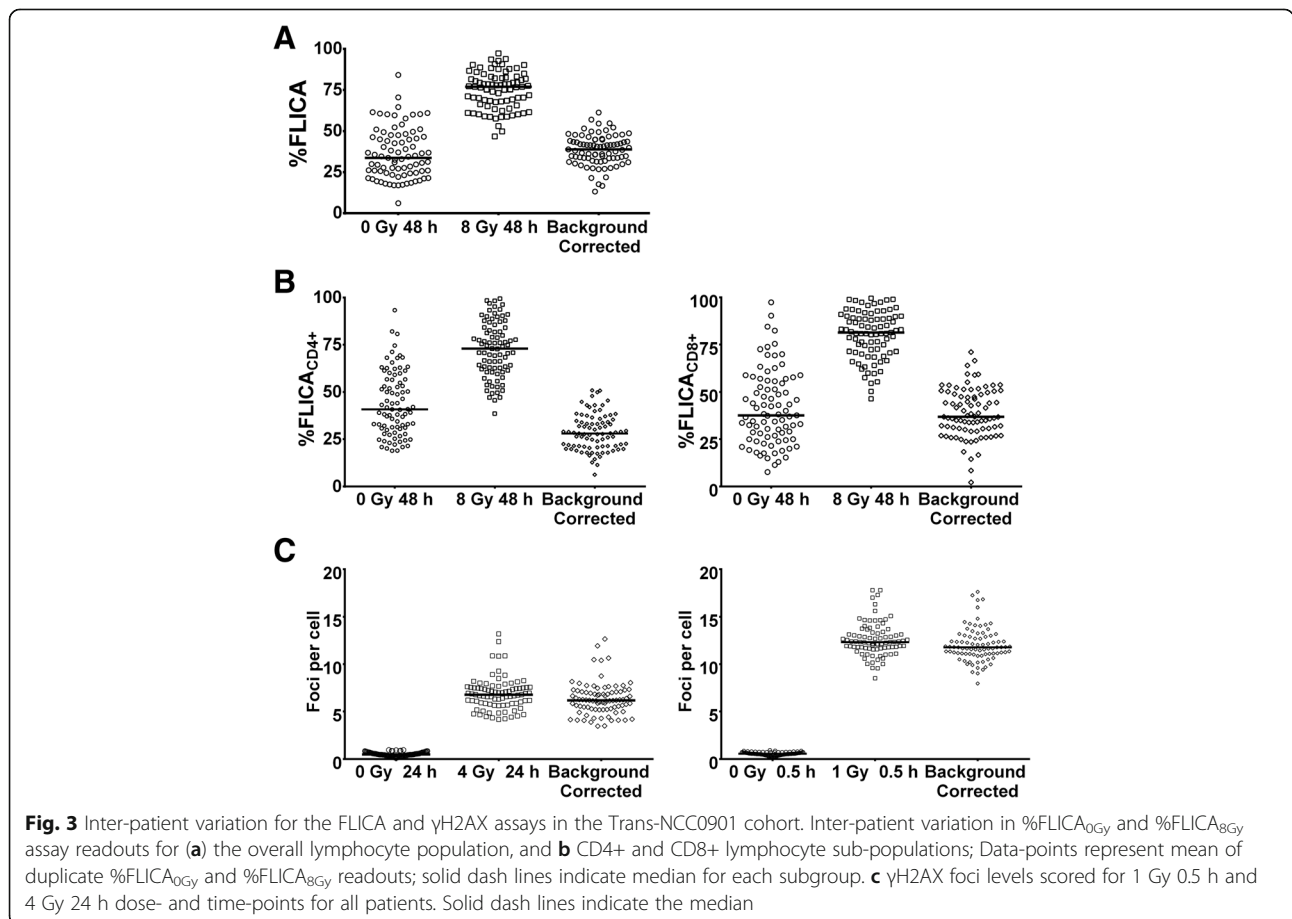 A
100
75
50
25
0
%FLICA
0 Gy 48 h
8 Gy 48 h
Background
Corrected
B
100
75
50
25
0
%FLICA_CD4+
0 Gy 48 h
8 Gy 48 h
Background
Corrected
100
75
50
25
0
%FLICA_CD8+
0 Gy 48 h
8 Gy 48 h
Background
Corrected
C
20
15
10
5
0
Foci per cell
0 Gy 24 h
4 Gy 24 h
Background
Corrected
20
15
10
5
0
Foci per cell
0 Gy 0.5 h
1 Gy 0.5 h
Background
Corrected
Fig. 3 Inter-patient variation for the FLICA and γH2AX assays in the Trans-NCC0901 cohort. Inter-patient variation in %FLICA0Gy and %FLICA8Gy
assay readouts for (a) the overall lymphocyte population, and b CD4+ and CD8+ lymphocyte sub-populations; Data-points represent mean of
duplicate %FLICA0Gy and %FLICA8Gy readouts; solid dash lines indicate median for each subgroup. c γH2AX foci levels scored for 1 Gy 0.5 h and
4 Gy 24 h dose- and time-points for all patients. Solid dash lines indicate the median